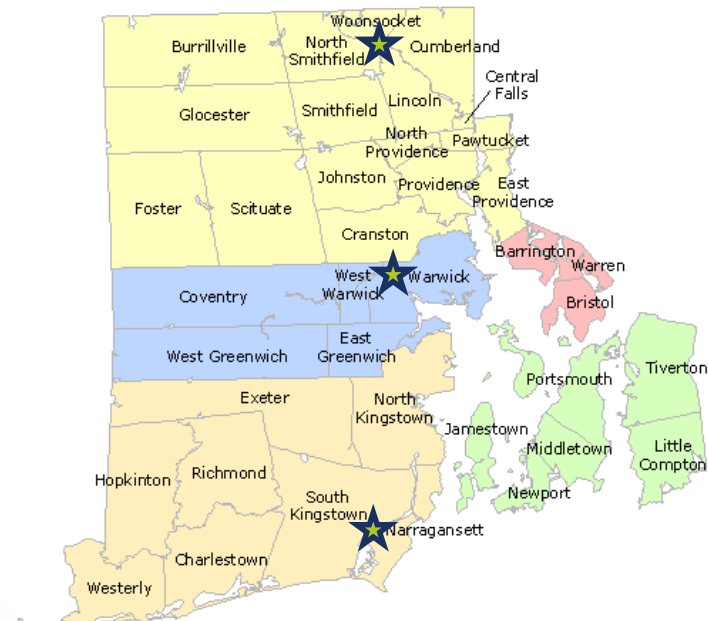 Woonsocket
Burrillville
North
Smithfield
Cumberland
Central
Falls
Glocester
Smithfield
Lincoln
North
Providence
Pawtucket
Johnston
Providence
East
Providence
Foster
Scituate
Cranston
Barrington
Warren
Bristol
West
Warwick
Warwick
Coventry
West Greenwich
East
Greenwich
Exeter
North
Kingstown
Portsmouth
Tiverton
Jamestown
Middletown
Little
Compton
Newport
Hopkinton
Richmond
South
Kingstown
Narragansett
Charlestown
Westerly